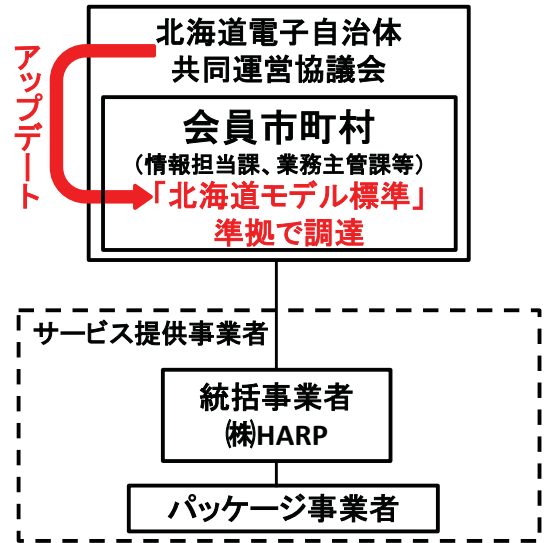 北海道電子自治体
共同運営協議会
アップデート
会員市町村
（情報担当課、業務主管課等）
「北海道モデル標準」
準拠で調達
サービス提供事業者
統括事業者
㈱HARP
パッケージ事業者